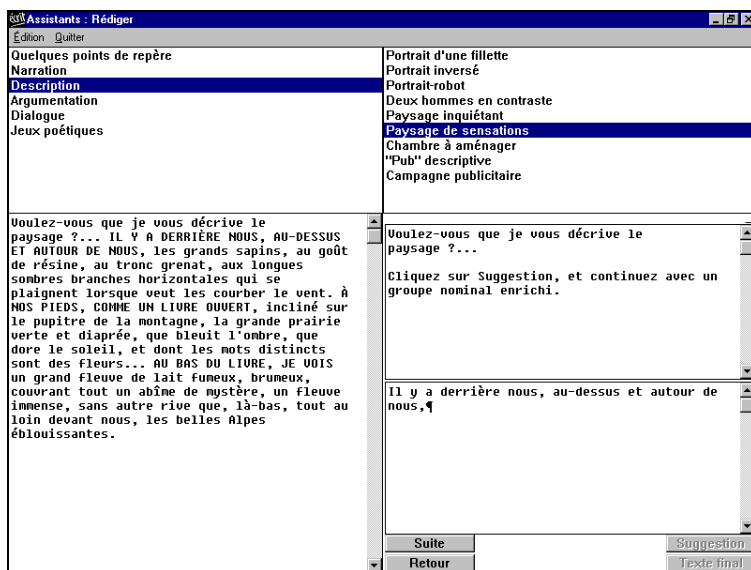 écrit Assistants : Rédiger
Édition Quitter
Quelques points de repère
Narration
Description
Argumentation
Dialogue
Jeux poétiques
Portrait d'une fillette
Portrait inversé
Portrait-robot
Deux hommes en contraste
Paysage inquiétant
Paysage de sensations
Chambre à aménager
"Pub" descriptive
Campagne publicitaire
Voulez-vous que je vous décrive le
paysage ?... IL Y A DERRIÈRE NOUS, AU-DESSUS
ET AUTOUR DE NOUS, les grands sapins, au goût
de résine, au tronc grenat, aux longues
sombres branches horizontales qui se
plaignent lorsque veut les courber le vent. À
NOS PIEDS, COMME UN LIVRE OUVERT, incliné sur
le pupitre de la montagne, la grande prairie
verte et diaprée, que bleuit l'ombre, que
dore le soleil, et dont les mots distincts
sont des fleurs... AU BAS DU LIVRE, JE VOIS
un grand fleuve de lait fumeux, brumeux,
couvrant tout un abîme de mystère, un fleuve
immense, sans autre rive que, là-bas, tout au
loin devant nous, les belles Alpes
éblouissantes.
Voulez-vous que je vous décrive le
paysage ?...
Cliquez sur Suggestion, et continuez avec un
groupe nominal enrichi.
Il y a derrière nous, au-dessus et autour de
nous,¶
Suite
Suggestion
Retour
Texte final